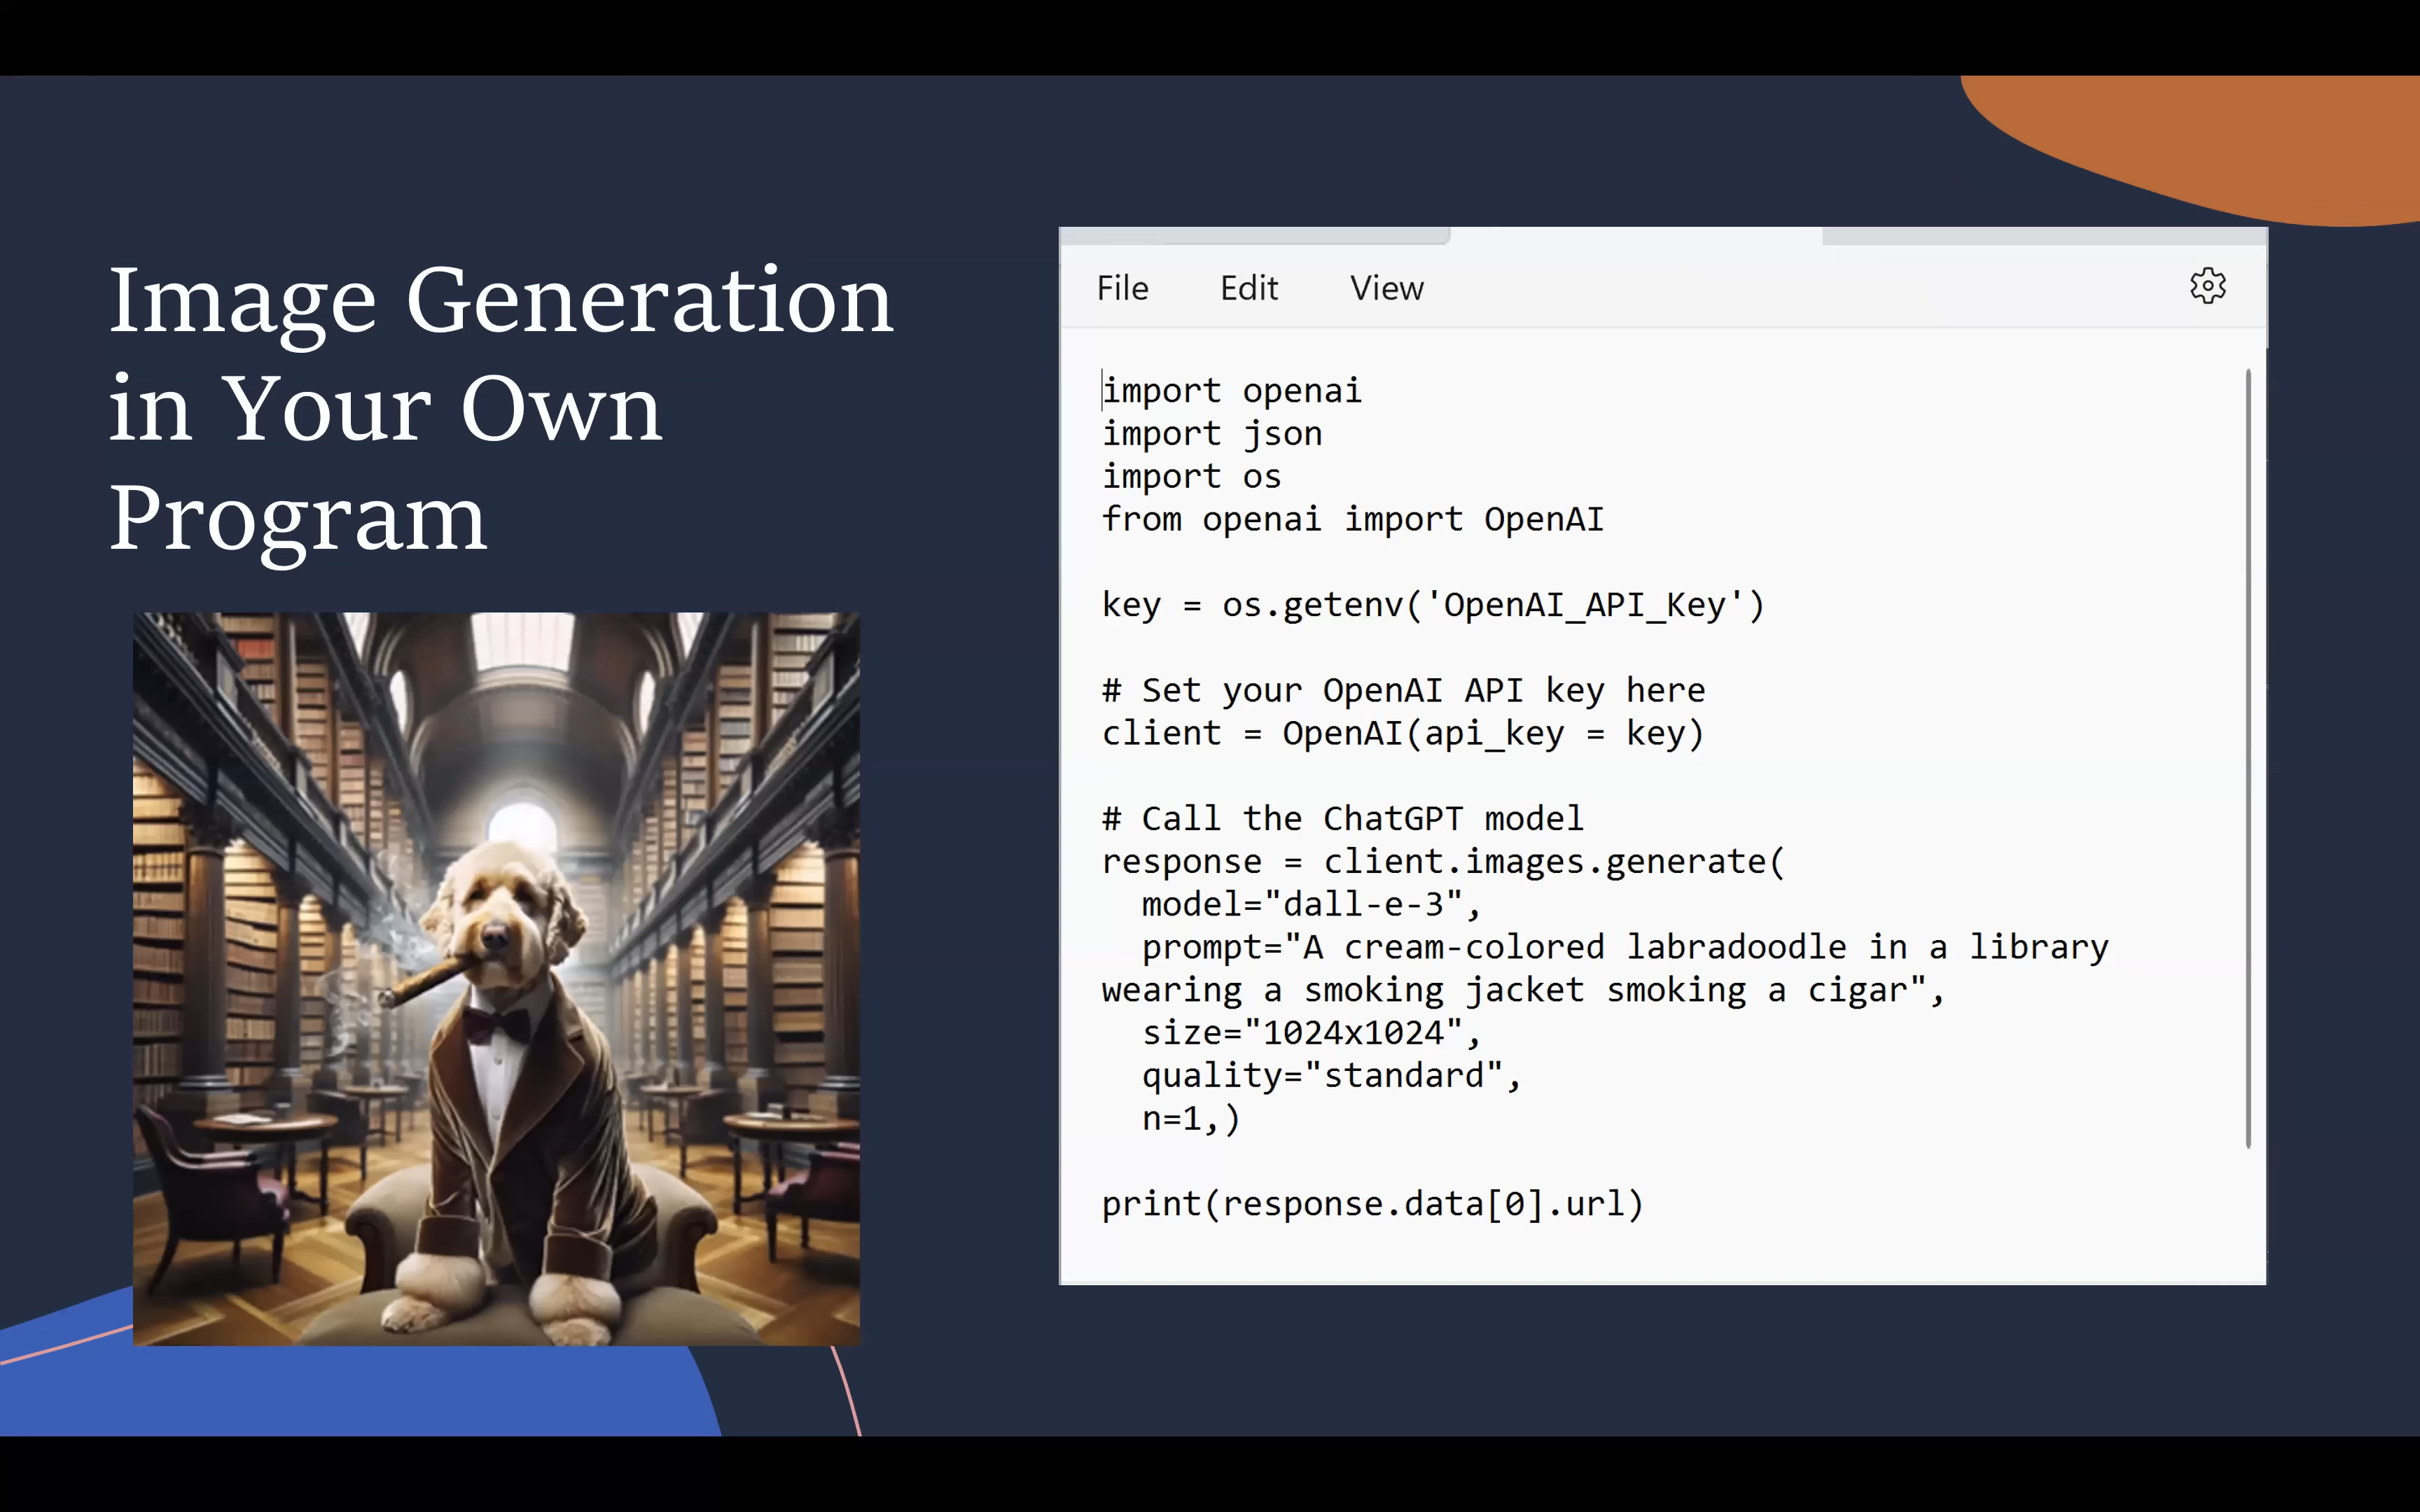 Image Generation
in Your Own
Program
File Edit View
import openai
import json
import os
from openai import OpenAI
key = os.getenv('OpenAI_API_Key')
# Set your OpenAI API key here
client = OpenAI(api_key = key)
# Call the ChatGPT model
response = client.images.generate(
  model="dall-e-3",
  prompt="A cream-colored labradoodle in a library
wearing a smoking jacket smoking a cigar",
  size="1024x1024",
  quality="standard",
  n=1,)
print(response.data[0].url)